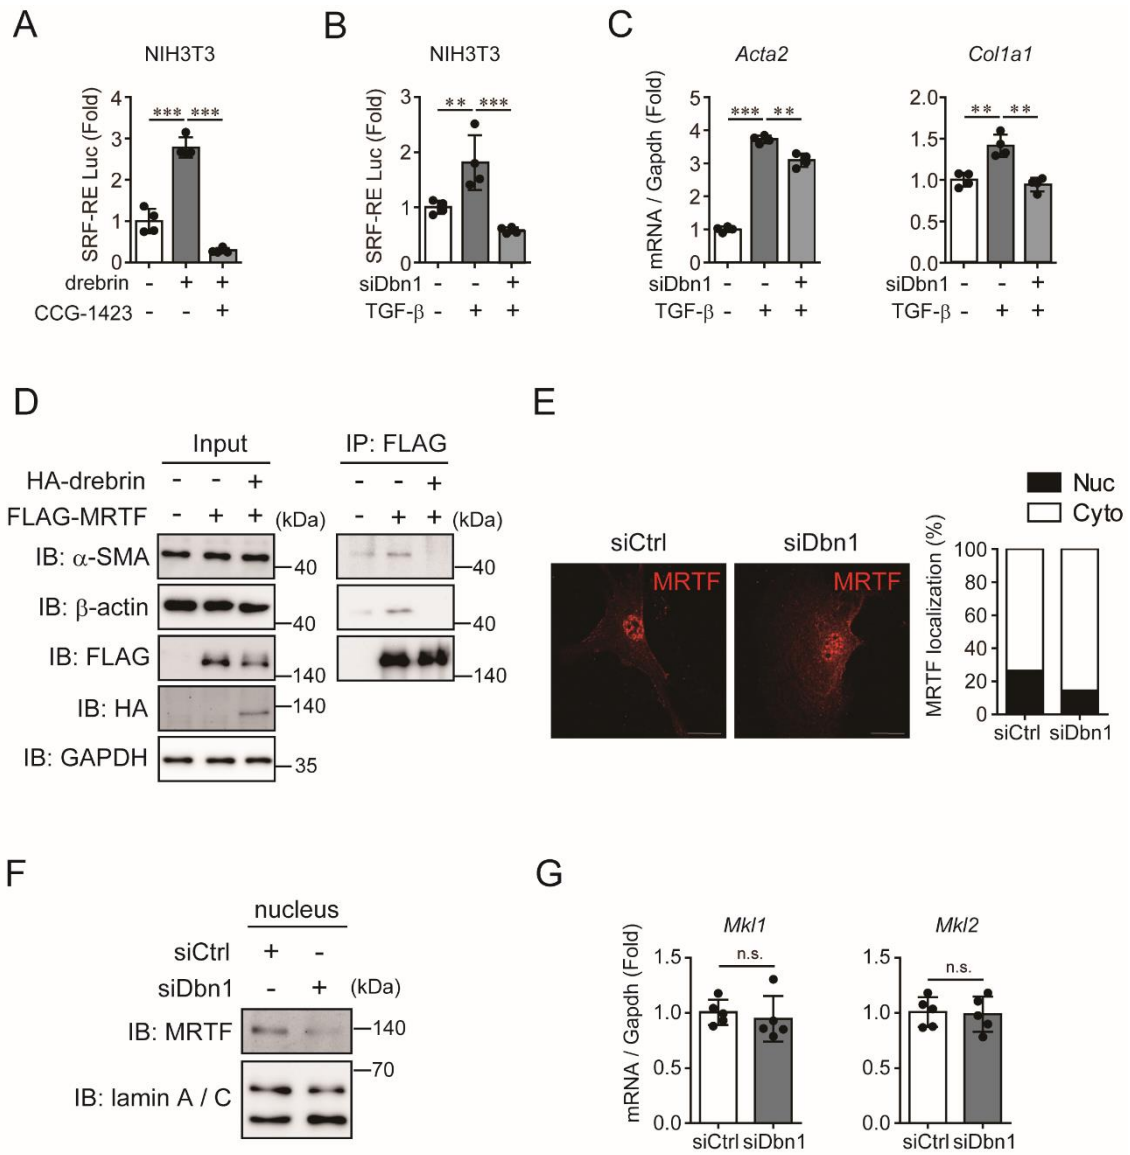 A
NIH3T3
SRF-RE Luc (Fold)
4
3
2
1
0
*** ***
drebrin - + +
CCG-1423 - - +
B
NIH3T3
SRF-RE Luc (Fold)
3
2
1
0
** ***
siDbn1 - - +
TGF-β - + +
C
Acta2
mRNA / Gapdh (Fold)
5
4
3
2
1
0
*** **
siDbn1 - - +
TGF-β - + +
Col1a1
2.0
1.5
1.0
0.5
0.0
** **
siDbn1 - - +
TGF-β - + +
D
Input IP: FLAG
HA-drebrin - - + - - +
FLAG-MRTF - + + (kDa) - + + (kDa)
IB: α-SMA 40 40
IB: β-actin 40 40
IB: FLAG 140 140
IB: HA 140
IB: GAPDH 35
E
Nuc
Cyto
siCtrl siDbn1
MRTF MRTF
MRTF localization (%)
100
80
60
40
20
0
siCtrl siDbn1
F
nucleus
siCtrl + -
siDbn1 - + (kDa)
IB: MRTF 140
70
IB: lamin A / C
G
Mkl1
mRNA / Gapdh (Fold)
1.5
1.0
0.5
0.0
n.s.
siCtrl siDbn1
Mkl2
1.5
1.0
0.5
0.0
n.s.
siCtrl siDbn1